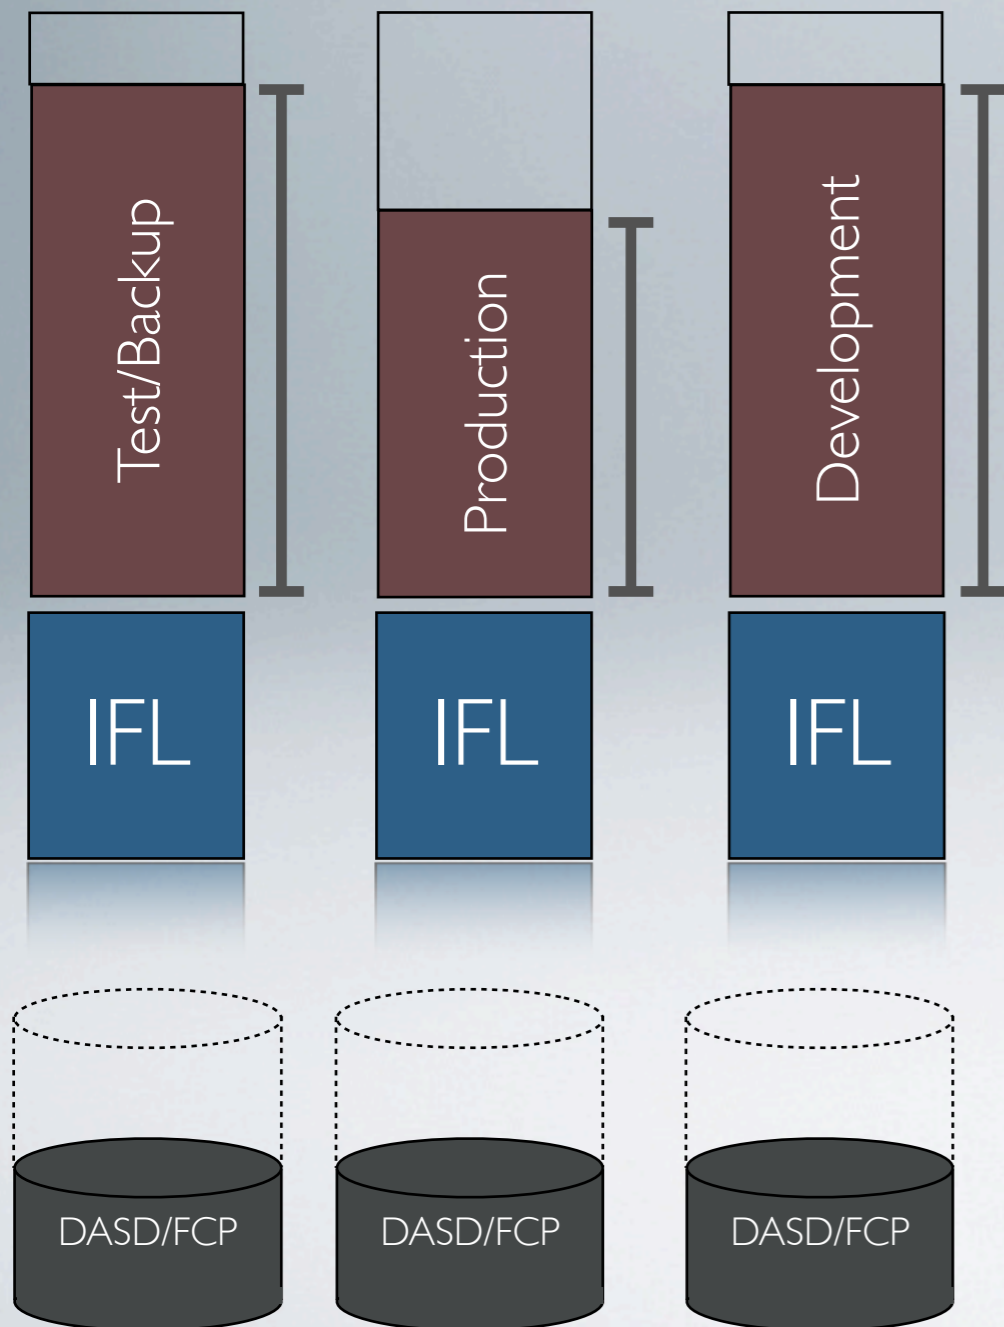 Test/Backup
Production
Development
IFL
IFL
IFL
DASD/FCP
DASD/FCP
DASD/FCP